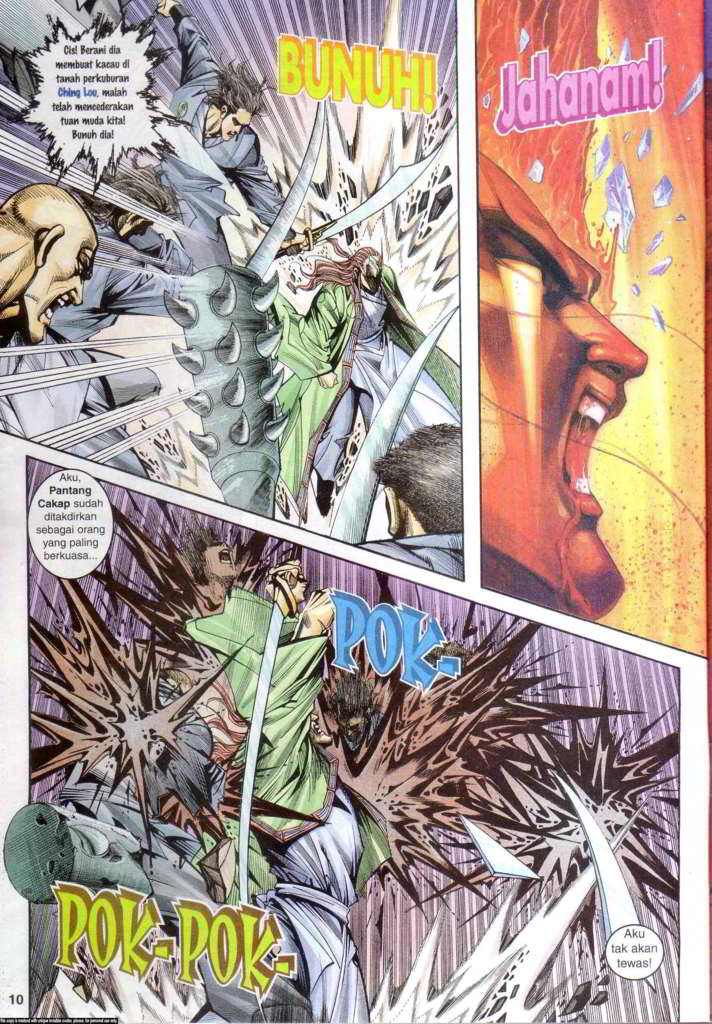 Cis! Berani dia
membuat kacau di
tanah perkuburan
Ching Lou, malah
telah mencederakan
tuan muda kita!
Bunuh dia!
BUNUH!
Jahanam!
Aku,
Pantang
Cakap sudah
ditakdirkan
sebagai orang
yang paling
berkuasa...
POK-
POK-POK-
Aku
tak akan
tewas!
10